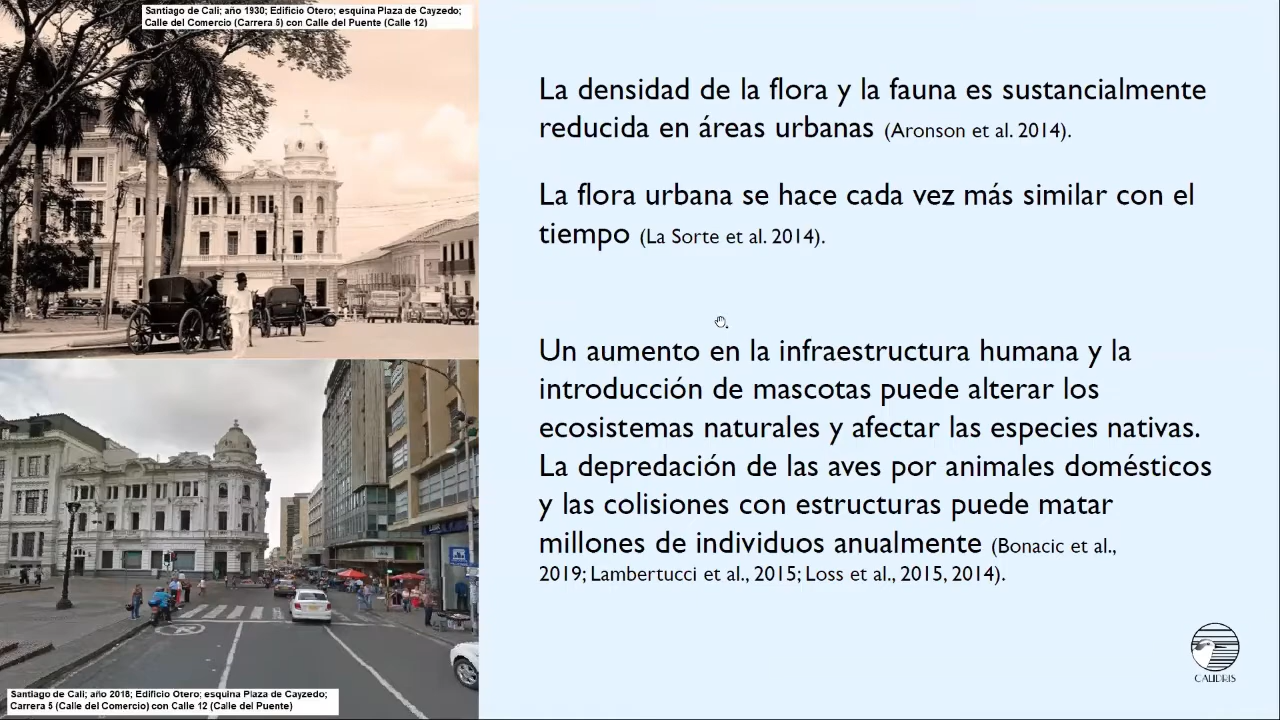 Santiago de Cali; año 1930; Edificio Otero; esquina Plaza de Cayzedo;
Calle del Comercio (Carrera 5) con Calle del Puente (Calle 12)
La densidad de la flora y la fauna es sustancialmente
reducida en áreas urbanas (Aronson et al. 2014).
La flora urbana se hace cada vez más similar con el
tiempo (La Sorte et al. 2014).
Un aumento en la infraestructura humana y la
introducción de mascotas puede alterar los
ecosistemas naturales y afectar las especies nativas.
La depredación de las aves por animales domésticos
y las colisiones con estructuras puede matar
millones de individuos anualmente (Bonacic et al.,
2019; Lambertucci et al., 2015; Loss et al., 2015, 2014).
Santiago de Cali; año 2018; Edificio Otero; esquina Plaza de Cayzedo;
Carrera 5 (Calle del Comercio) con Calle 12 (Calle del Puente)
CALIDRIS